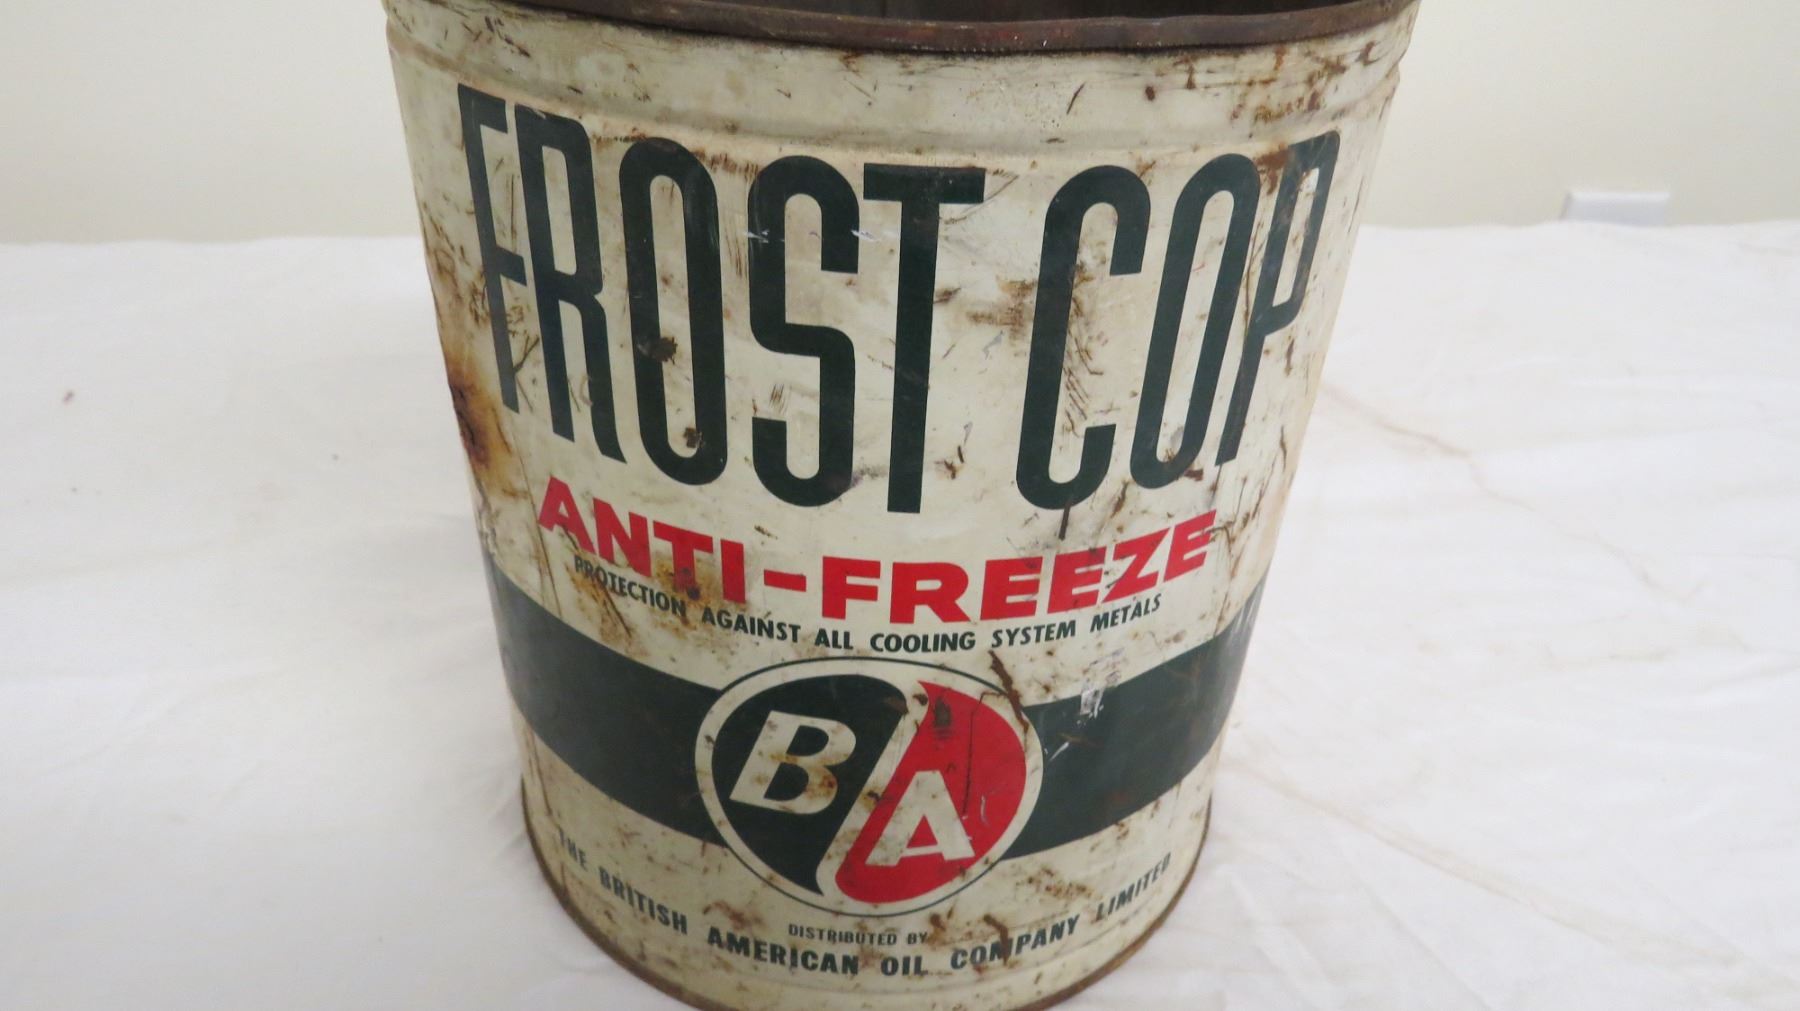 FROST COP
ANTI-FREEZE
PROTECTION AGAINST ALL COOLING SYSTEM METALS
BA
DISTRIBUTED BY
THE BRITISH AMERICAN OIL COMPANY LIMITED